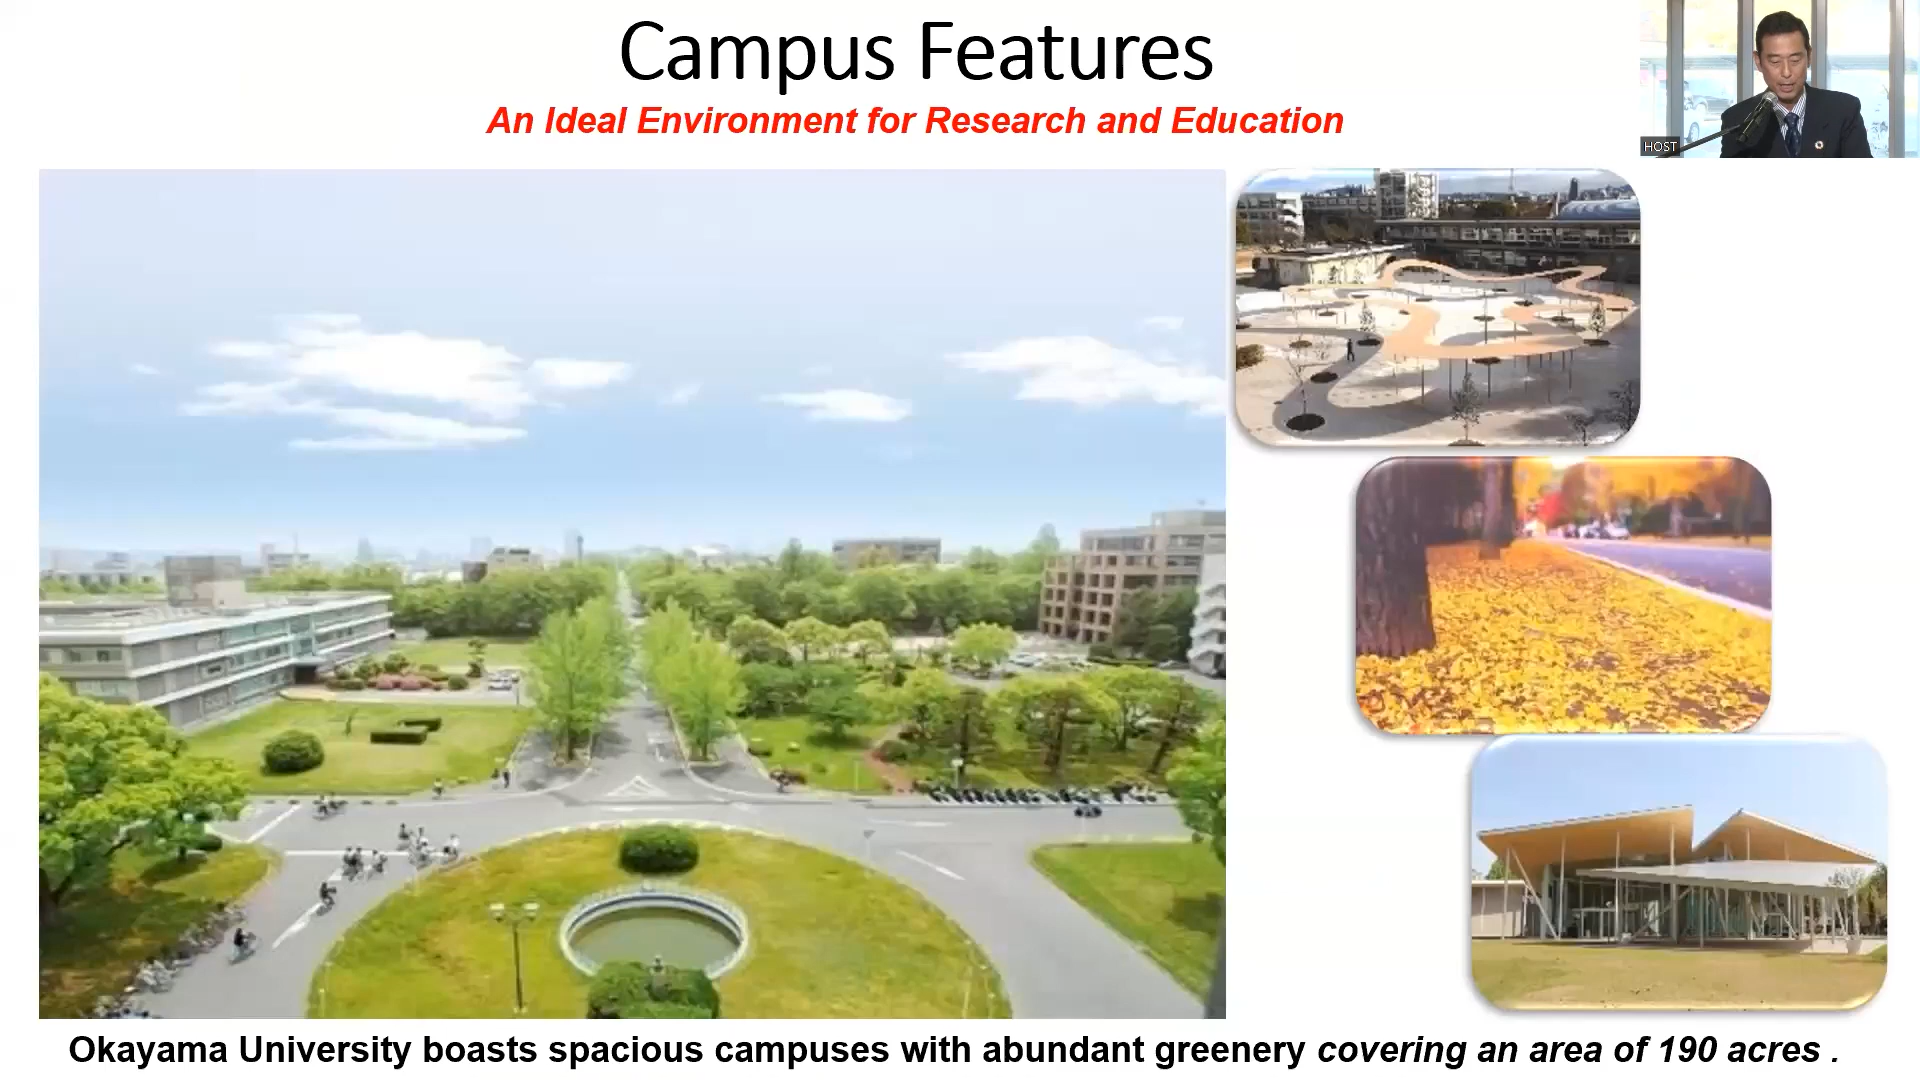 Campus Features
An Ideal Environment for Research and Education
HOST
Okayama University boasts spacious campuses with abundant greenery covering an area of 190 acres .